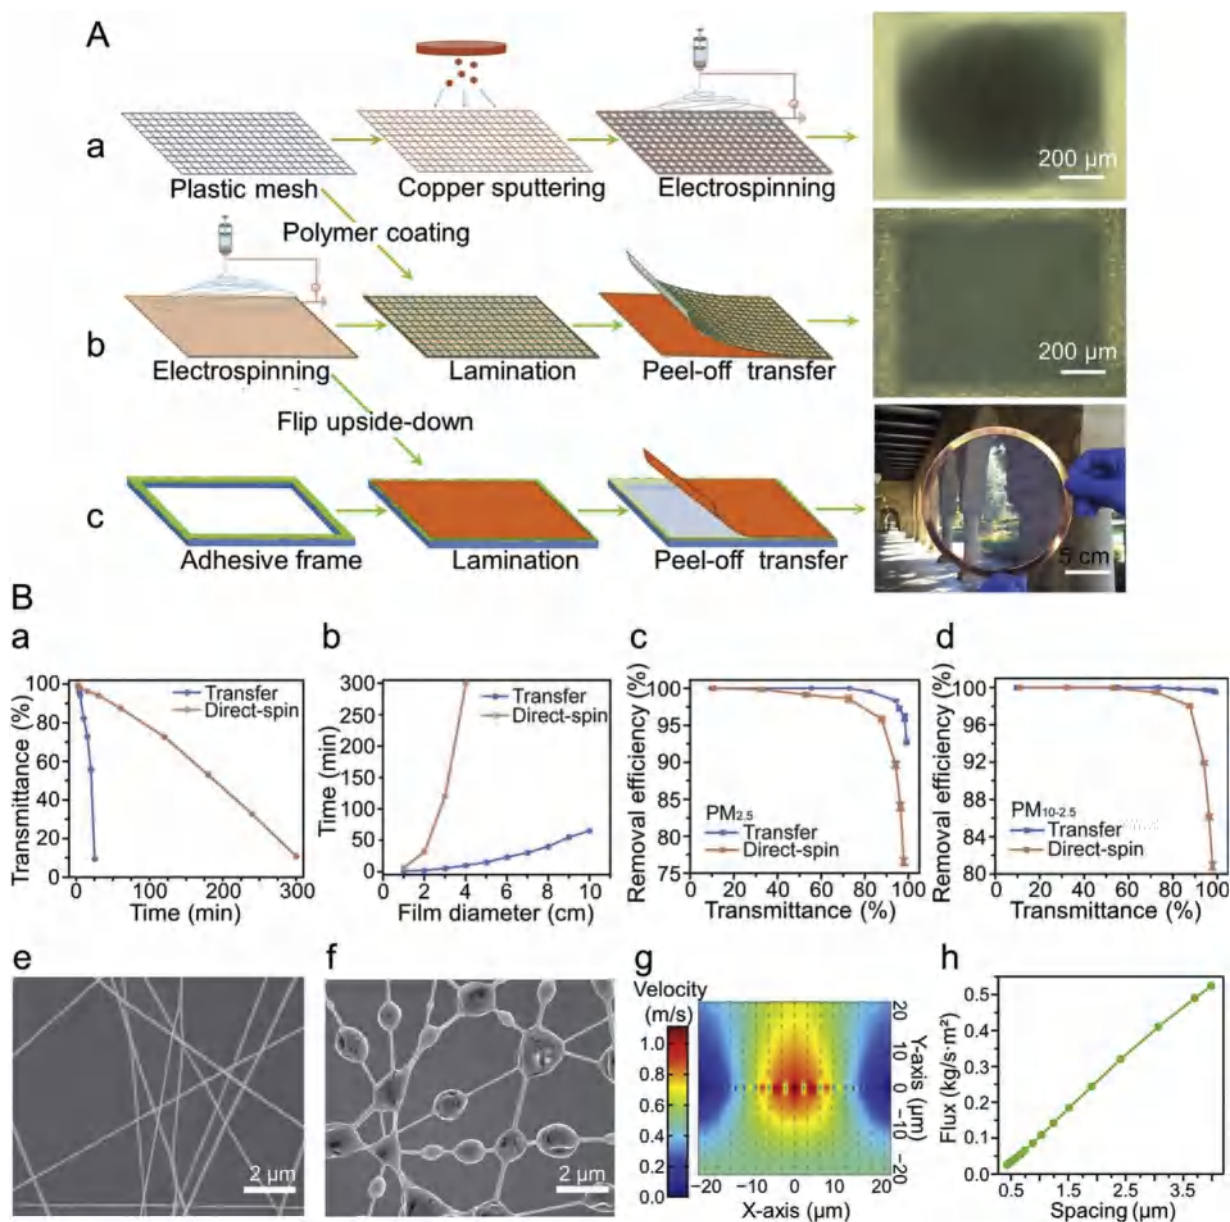 A
a
Plastic mesh
Copper sputtering
Electrospinning
200 µm
Polymer coating
b
Electrospinning
Lamination
Peel-off transfer
200 µm
Flip upside-down
c
Adhesive frame
Lamination
Peel-off transfer
5 cm
B
a
Transmittance (%)
100
80
60
40
20
0
Transfer
Direct-spin
0 100 200 300
Time (min)
b
Time (min)
300
250
200
150
100
50
0
Transfer
Direct-spin
0 2 4 6 8 10
Film diameter (cm)
c
Removal efficiency (%)
100
95
90
85
80
75
PM2.5
Transfer
Direct-spin
0 20 40 60 80 100
Transmittance (%)
d
Removal efficiency (%)
100
96
92
88
84
80
PM10-2.5
Transfer
Direct-spin
0 20 40 60 80 100
Transmittance (%)
e
2 µm
f
2 µm
g
Velocity
(m/s)
1.0
0.8
0.6
0.4
0.2
0.0
20
10
0
−10
−20
Y-axis (µm)
−20 −10 0 10 20
X-axis (µm)
h
Flux (kg/s·m²)
0.5
0.4
0.3
0.2
0.1
0.0
0.5 1.5 2.5 3.5
Spacing (µm)